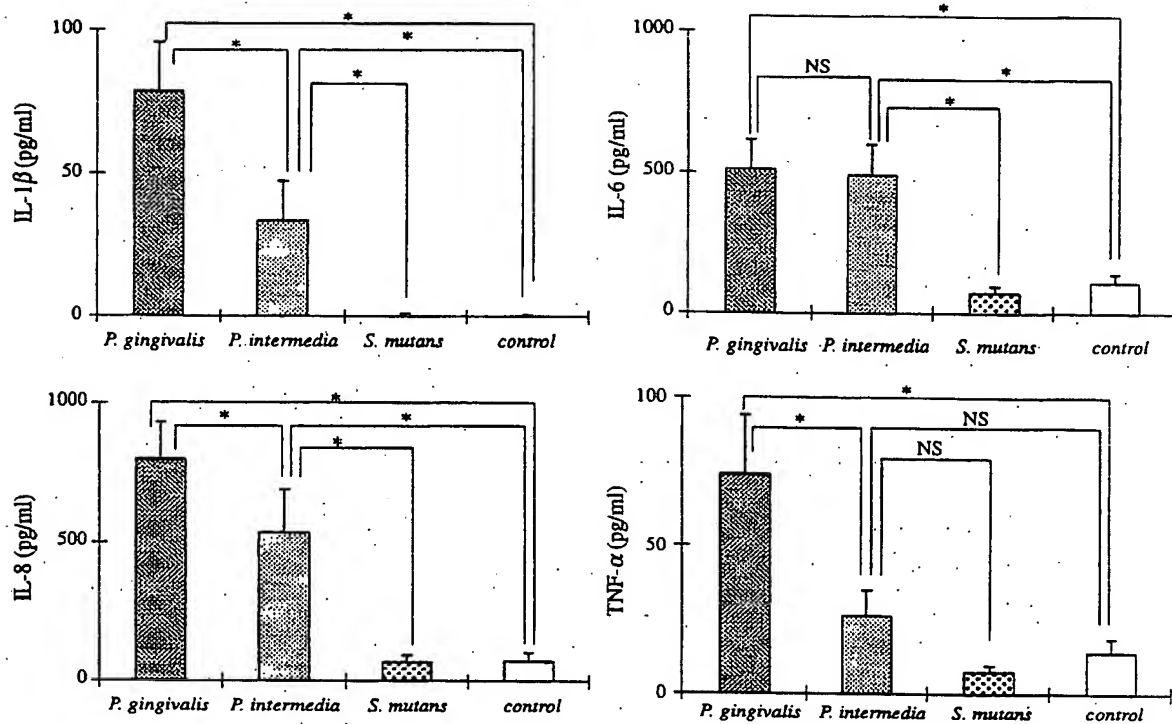 *
100
*
*
*
IL-1β (pg/ml)
50
0
P. gingivalis P. intermedia S. mutans control
*
1000
NS
*
*
IL-6 (pg/ml)
500
0
P. gingivalis P. intermedia S. mutans control
1000
*
*
*
*
IL-8 (pg/ml)
500
0
P. gingivalis P. intermedia S. mutans control
100
*
*
NS
NS
TNF-α (pg/ml)
50
0
P. gingivalis P. intermedia S. mutans control